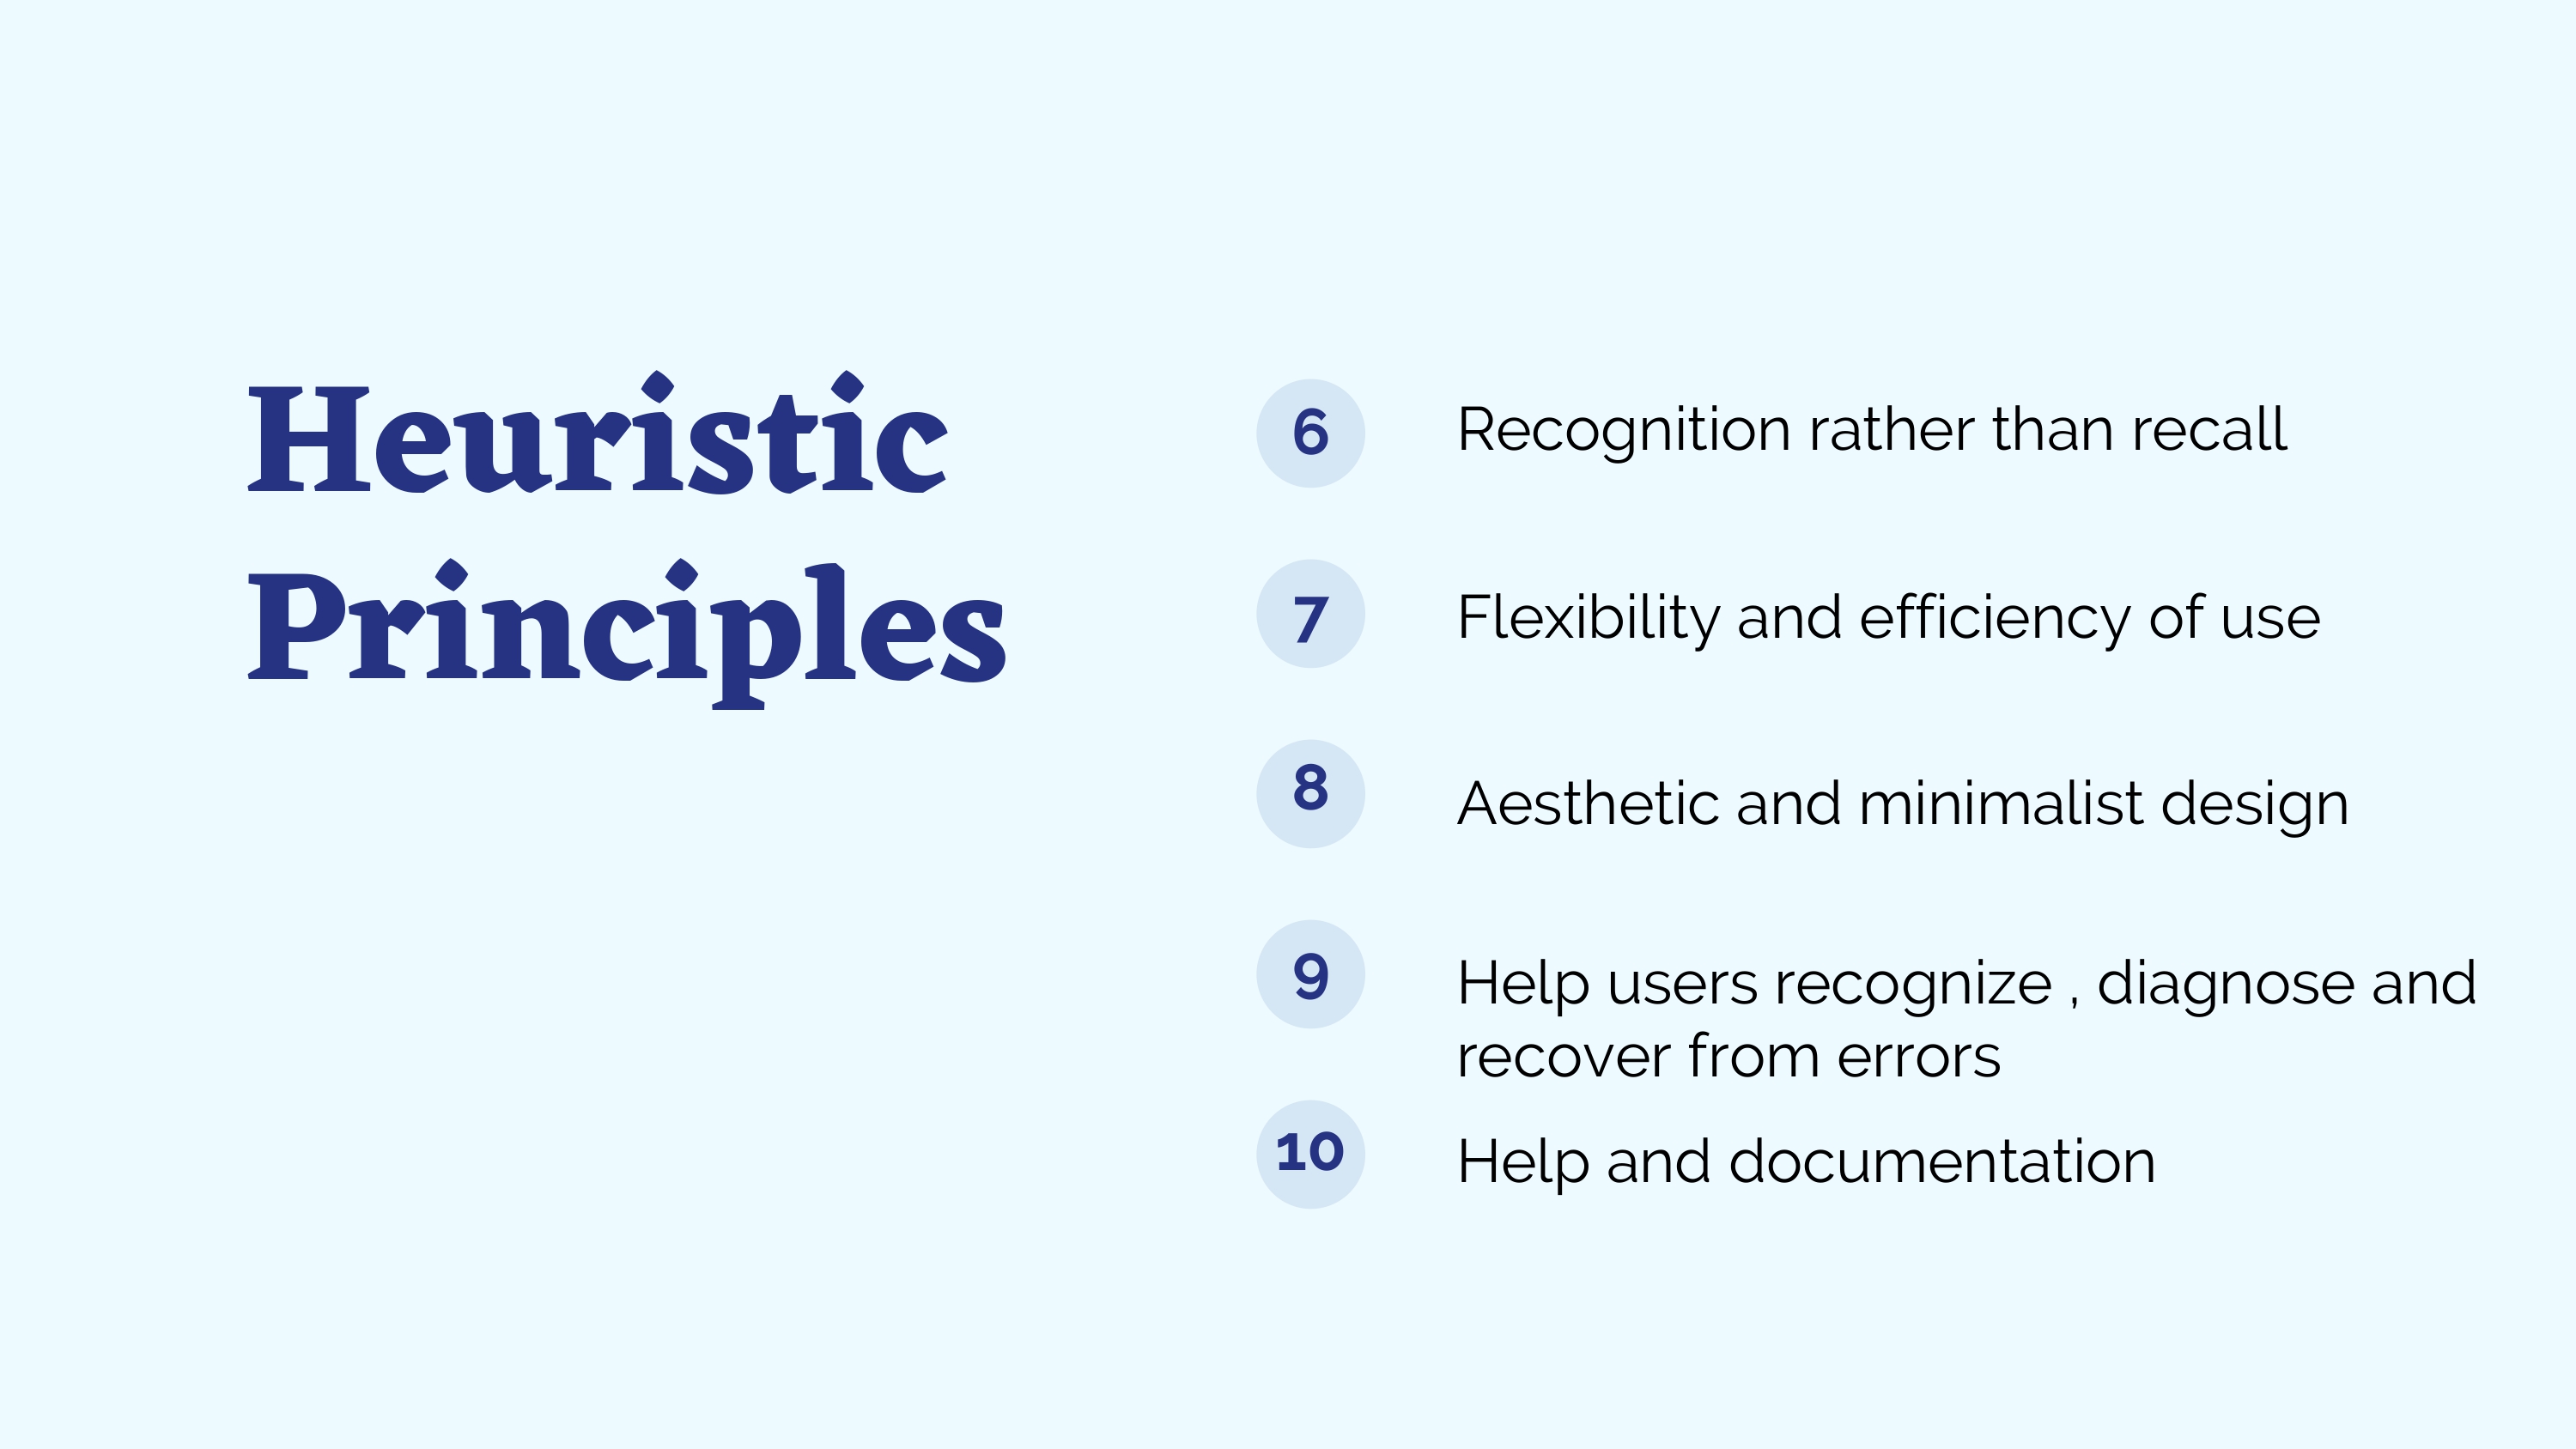 Heuristic
Principles
6 Recognition rather than recall
7 Flexibility and efficiency of use
8 Aesthetic and minimalist design
9 Help users recognize , diagnose and
recover from errors
10 Help and documentation